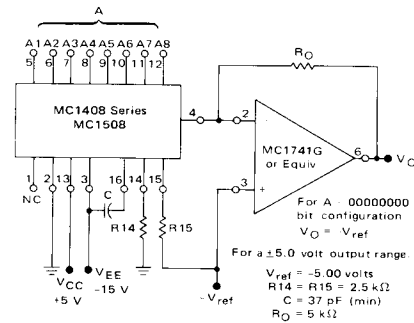 A
A1 A2 A3 A4 A5 A6 A7 A8
5 6 7 8 9 10 11 12
RO
MC1408 Series
MC1508
4
2
MC1741G
or Equiv
6
VO
3
+
1 2 13 3 16 14 15
NC
C
R14
R15
VCC
+5 V
VEE
-15 V
-Vref
For A - 00000000
bit configuration
VO = -Vref
For a ±5.0 volt output range
Vref = -5.00 volts
R14 = R15 = 2.5 kΩ
C = 37 pF (min)
RO = 5 kΩ